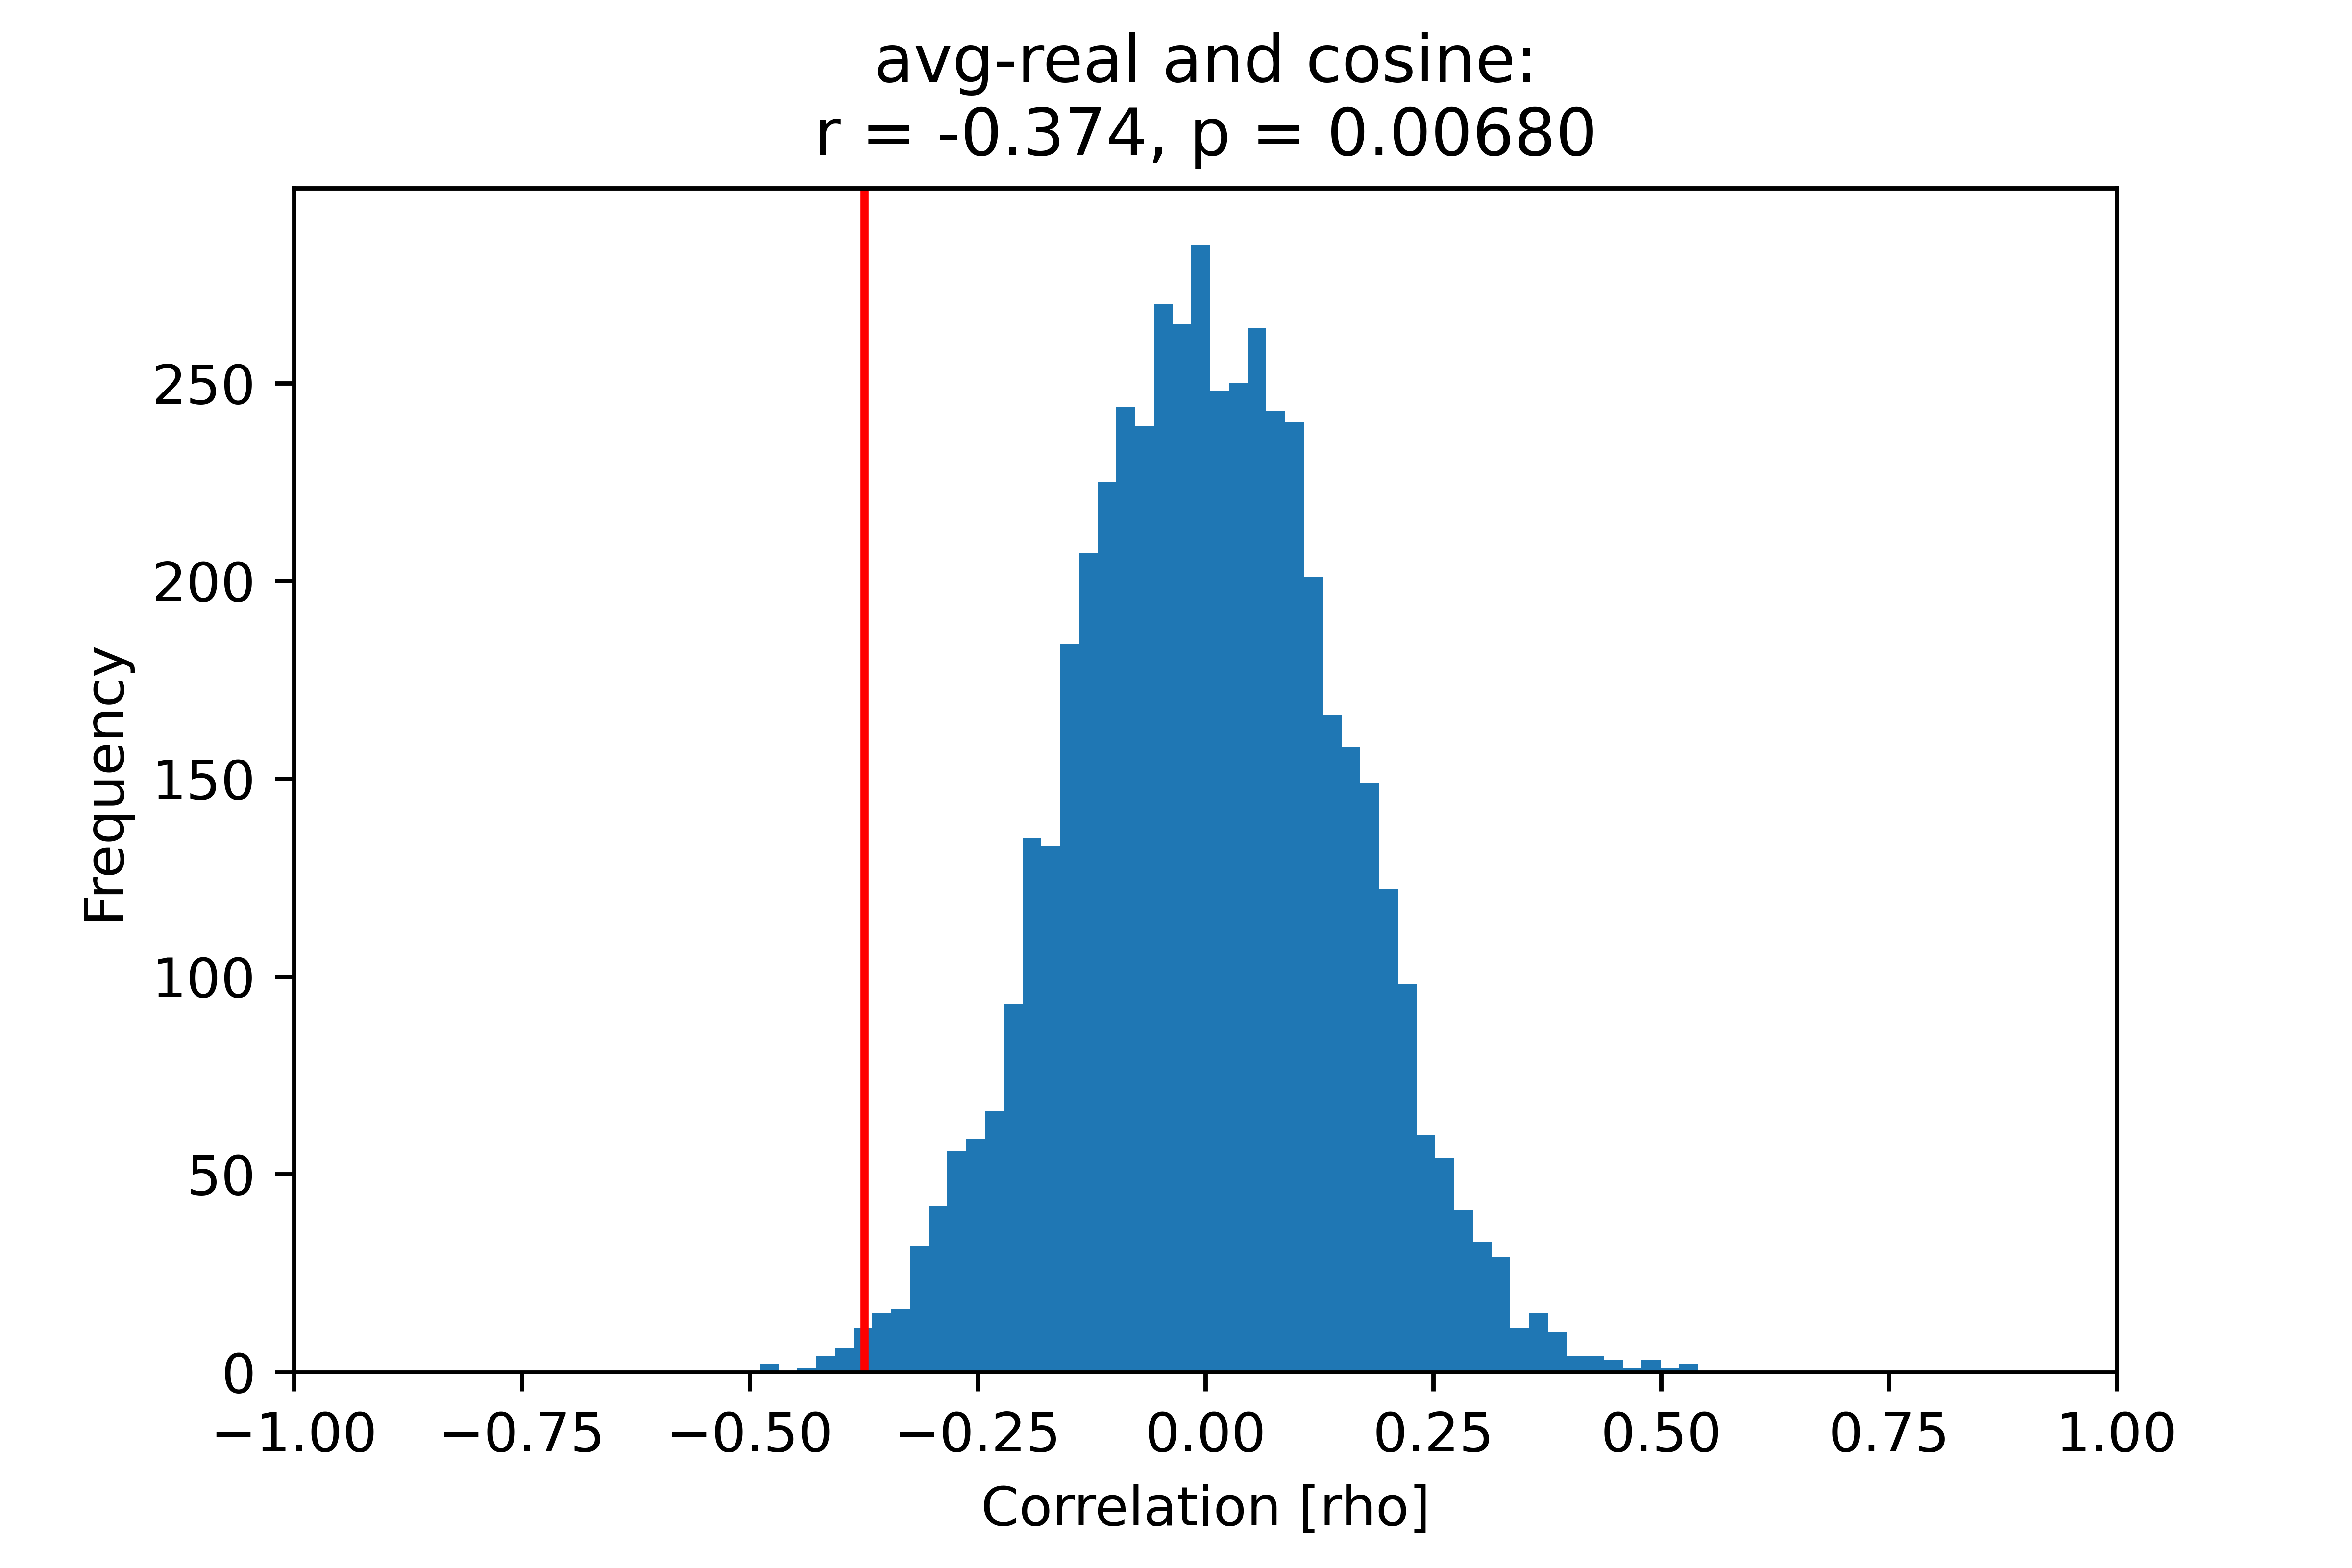 avg-real and cosine:
r = -0.374, p = 0.00680
Frequency
250
200
150
100
50
0
−1.00 −0.75 −0.50 −0.25 0.00 0.25 0.50 0.75 1.00
Correlation [rho]